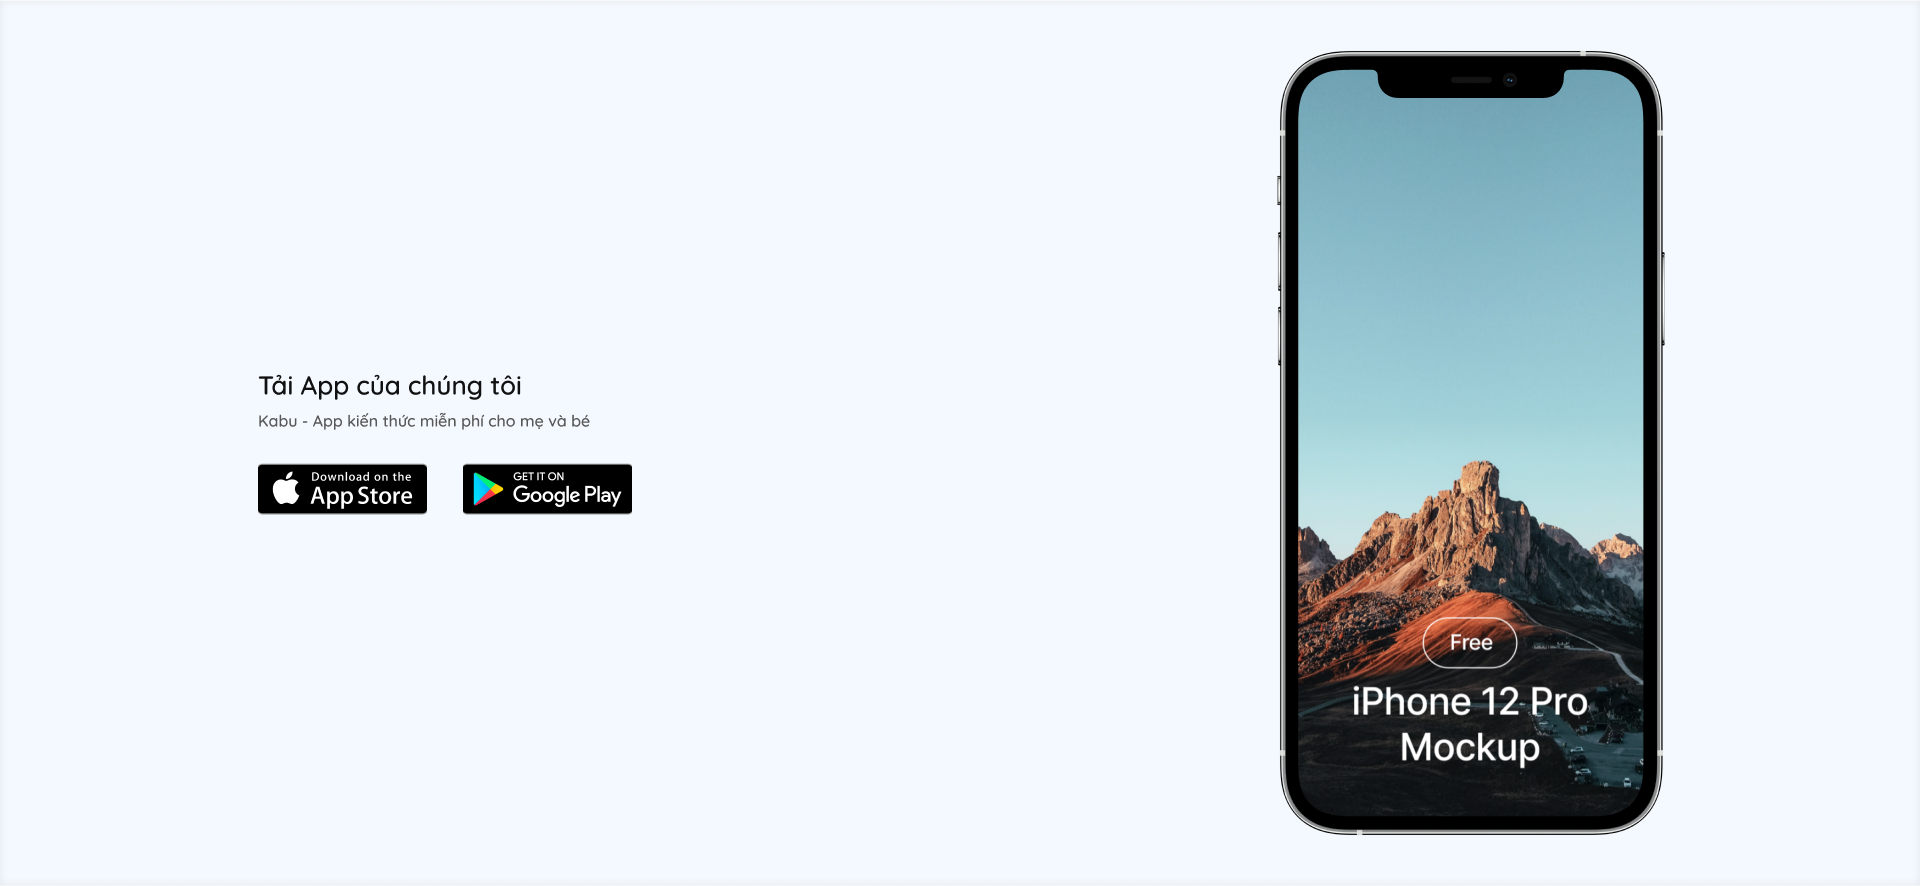 Tải App của chúng tôi
Kabu - App kiến thức miễn phí cho mẹ và bé
Download on the
App Store
GET IT ON
Google Play
Free
iPhone 12 Pro
Mockup